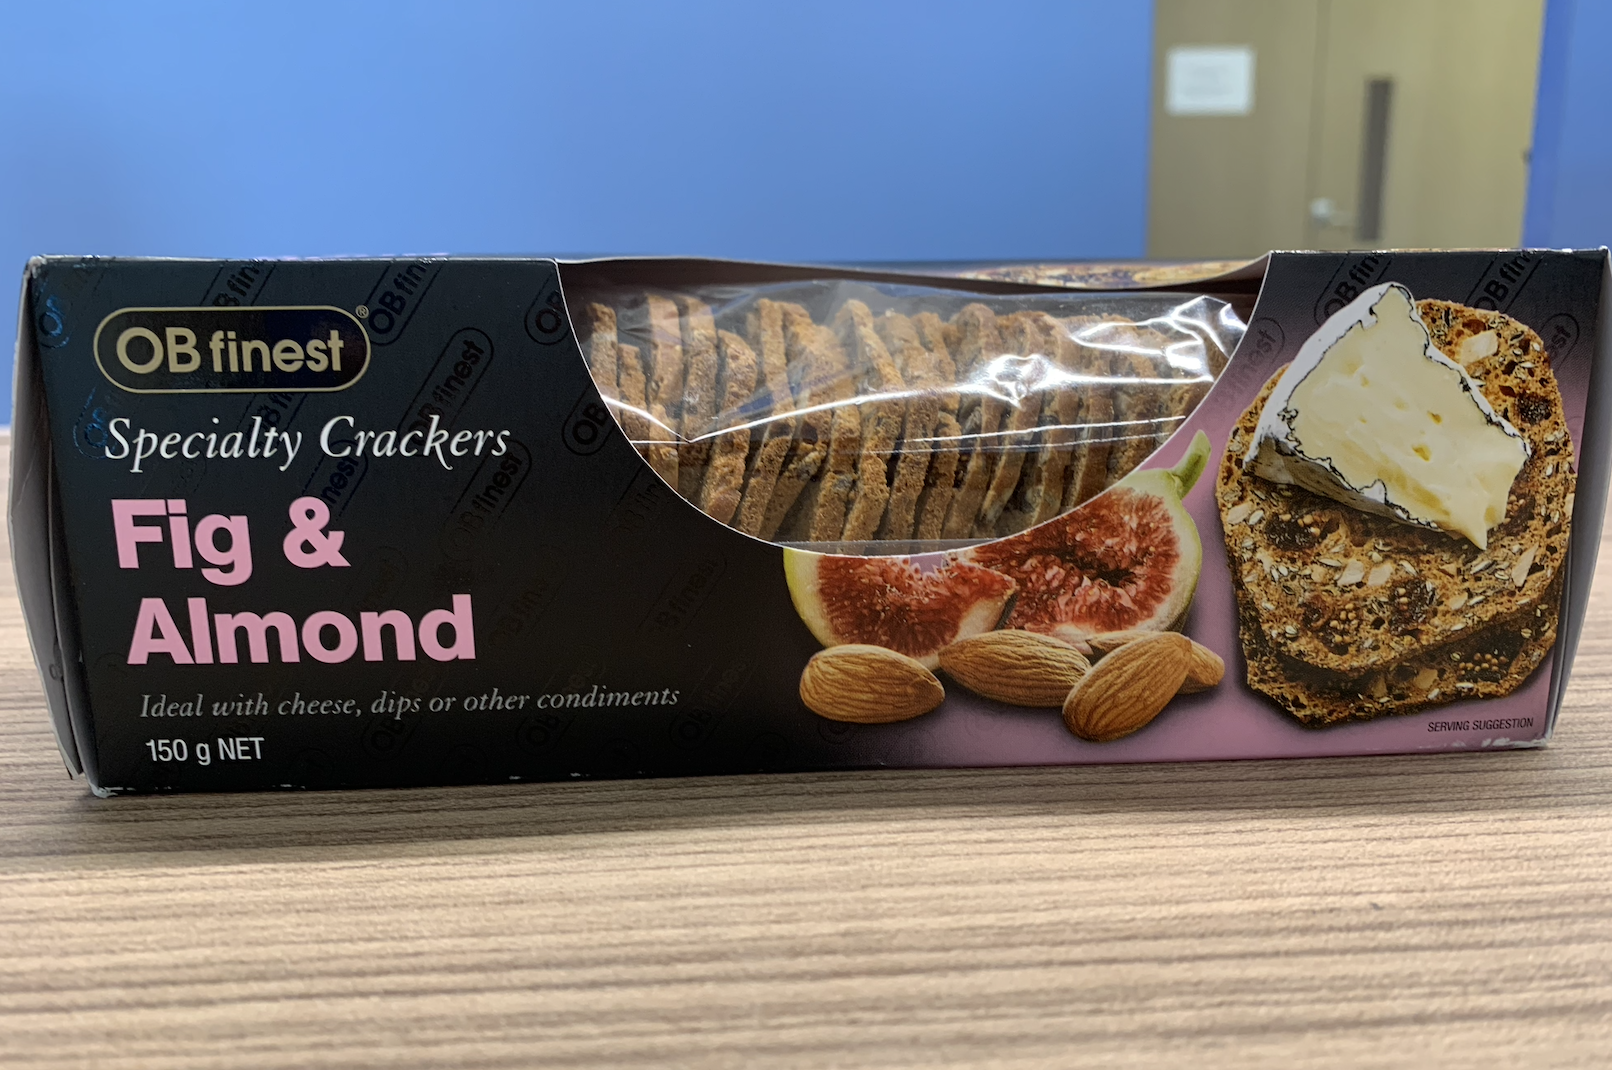 OB finest®
Specialty Crackers
Fig &
Almond
Ideal with cheese, dips or other condiments
150 g NET
SERVING SUGGESTION